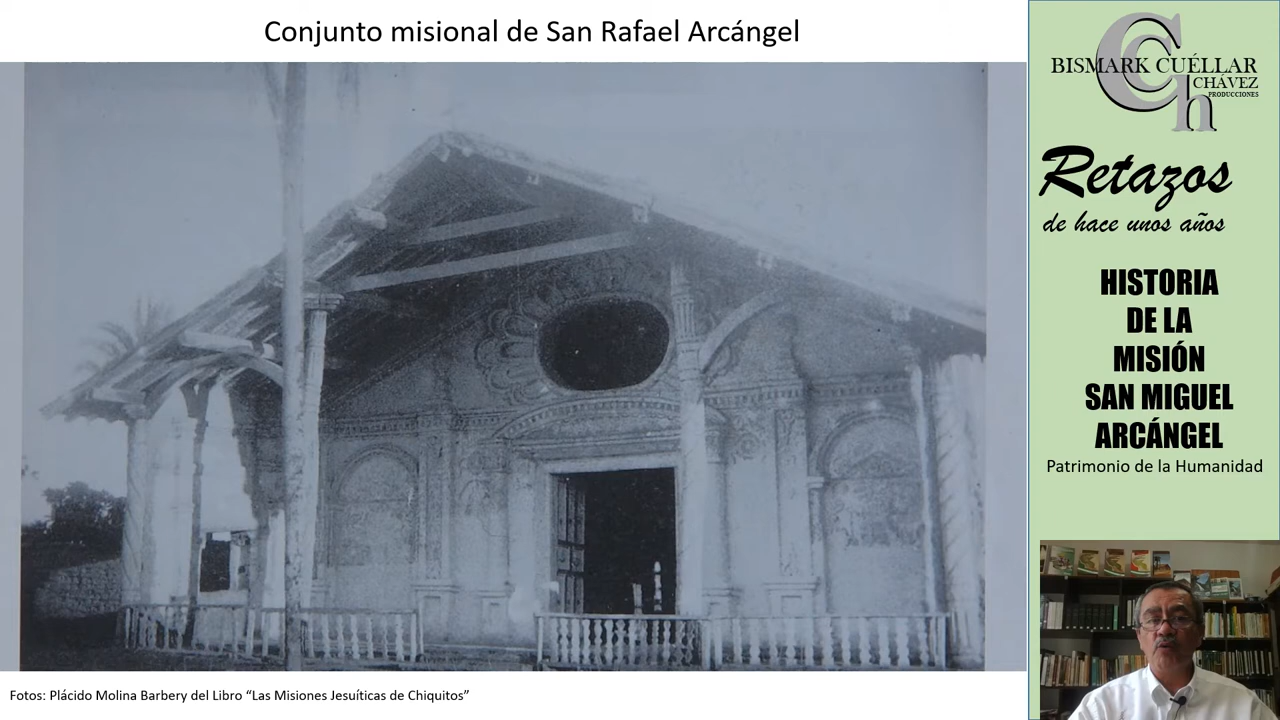 Conjunto misional de San Rafael Arcángel
Fotos: Plácido Molina Barbery del Libro “Las Misiones Jesuíticas de Chiquitos”
CCh
BISMARK CUÉLLAR
CHÁVEZ
PRODUCCIONES
Retazos
de hace unos años
HISTORIA
DE LA
MISIÓN
SAN MIGUEL
ARCÁNGEL
Patrimonio de la Humanidad